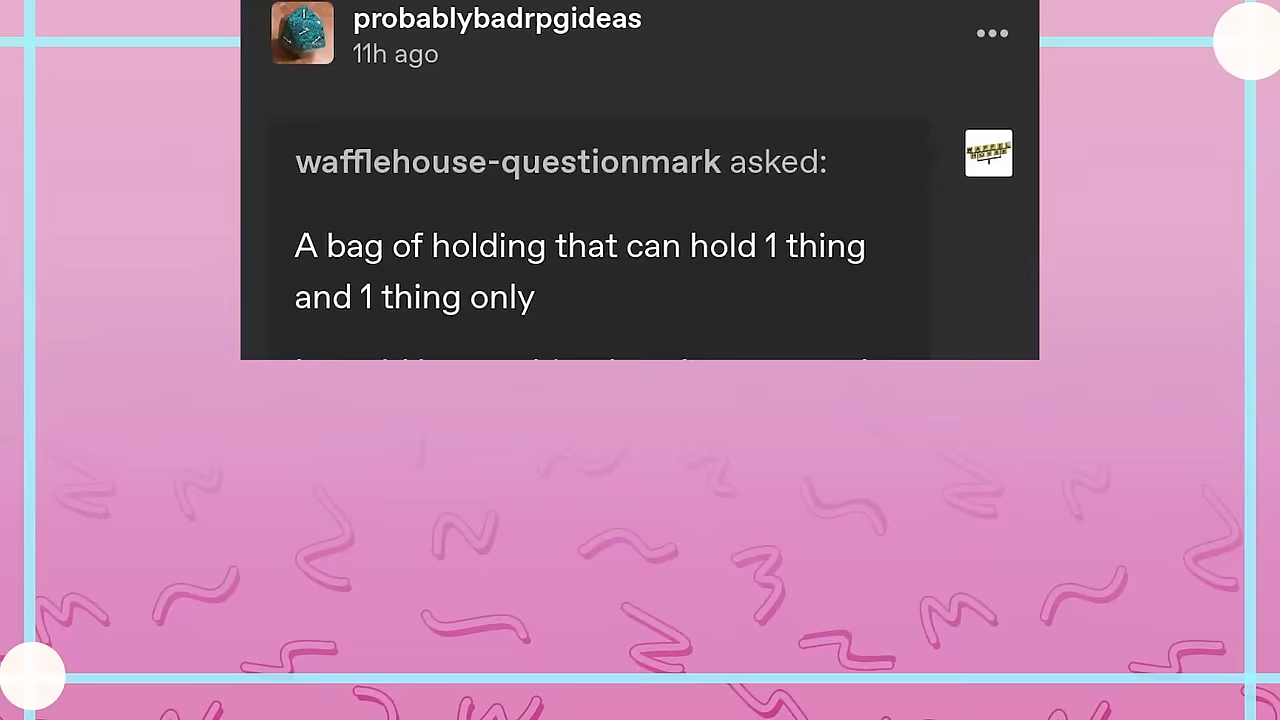 probablybadrpgideas
11h ago
wafflehouse-questionmark asked:
A bag of holding that can hold 1 thing
and 1 thing only